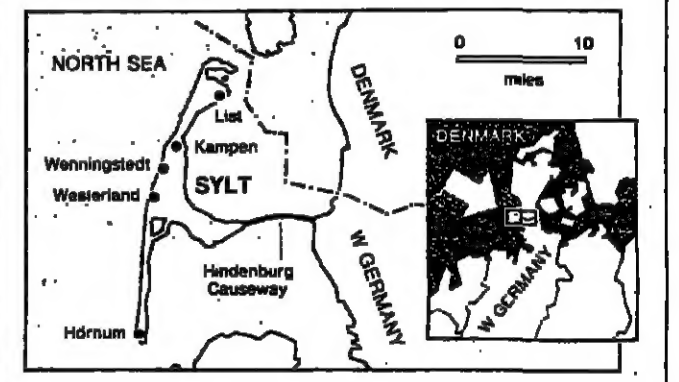 NORTH SEA
0 10
miles
DENMARK
List
Kampen
Wenningstedt
SYLT
Westerland
Hindenburg
Causeway
W GERMANY
Hörnum
DENMARK
W GERMANY